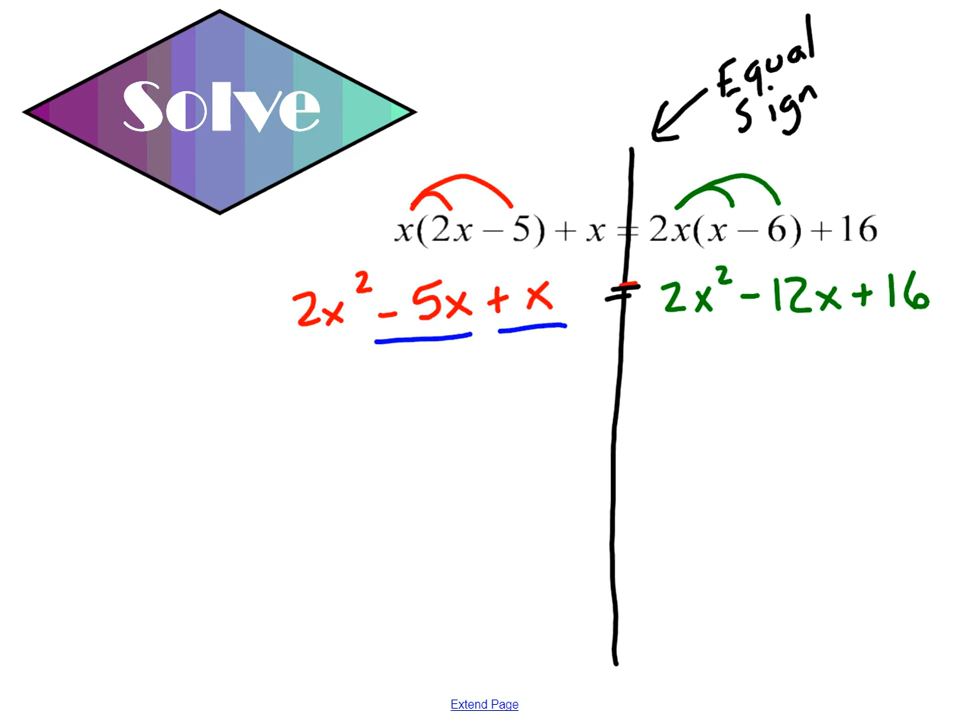 Solve
Equal
Sign
x(2x − 5) + x = 2x(x − 6) + 16
2x² - 5x + x = 2x² - 12x + 16
Extend Page